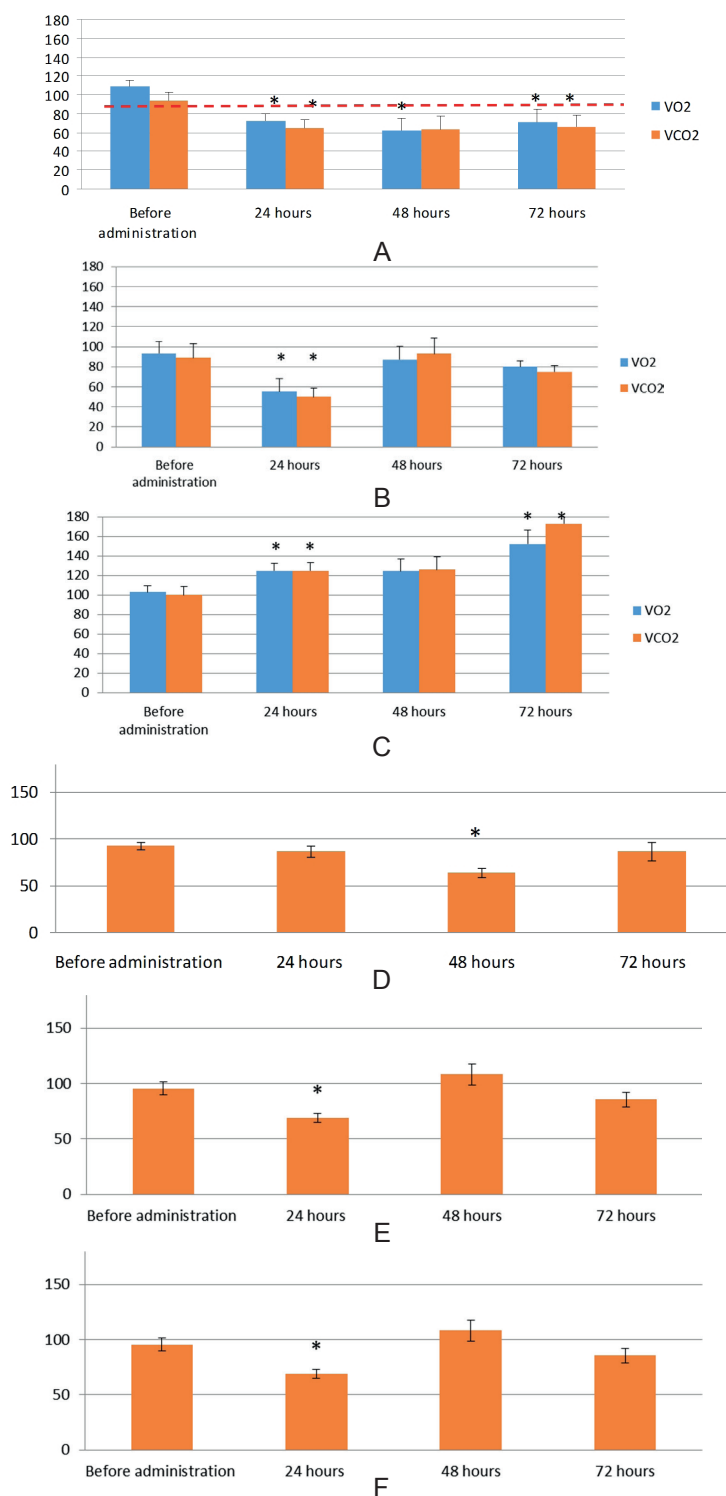 180
160
140
120
100
80
60
40
20
0
* * * * *
VO2
VCO2
Before administration
24 hours
48 hours
72 hours
A
180
160
140
120
100
80
60
40
20
0
* *
VO2
VCO2
Before administration
24 hours
48 hours
72 hours
B
180
160
140
120
100
80
60
40
20
0
* * * *
VO2
VCO2
Before administration
24 hours
48 hours
72 hours
C
150
100
50
0
*
Before administration 24 hours 48 hours 72 hours
D
150
100
50
0
*
Before administration 24 hours 48 hours 72 hours
E
150
100
50
0
*
Before administration 24 hours 48 hours 72 hours
F